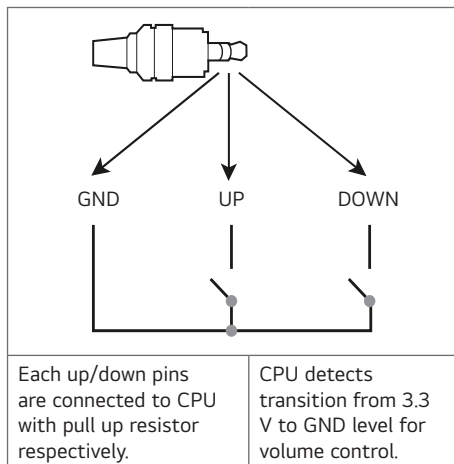 GND UP DOWN
Each up/down pins
are connected to CPU
with pull up resistor
respectively.
CPU detects
transition from 3.3
V to GND level for
volume control.